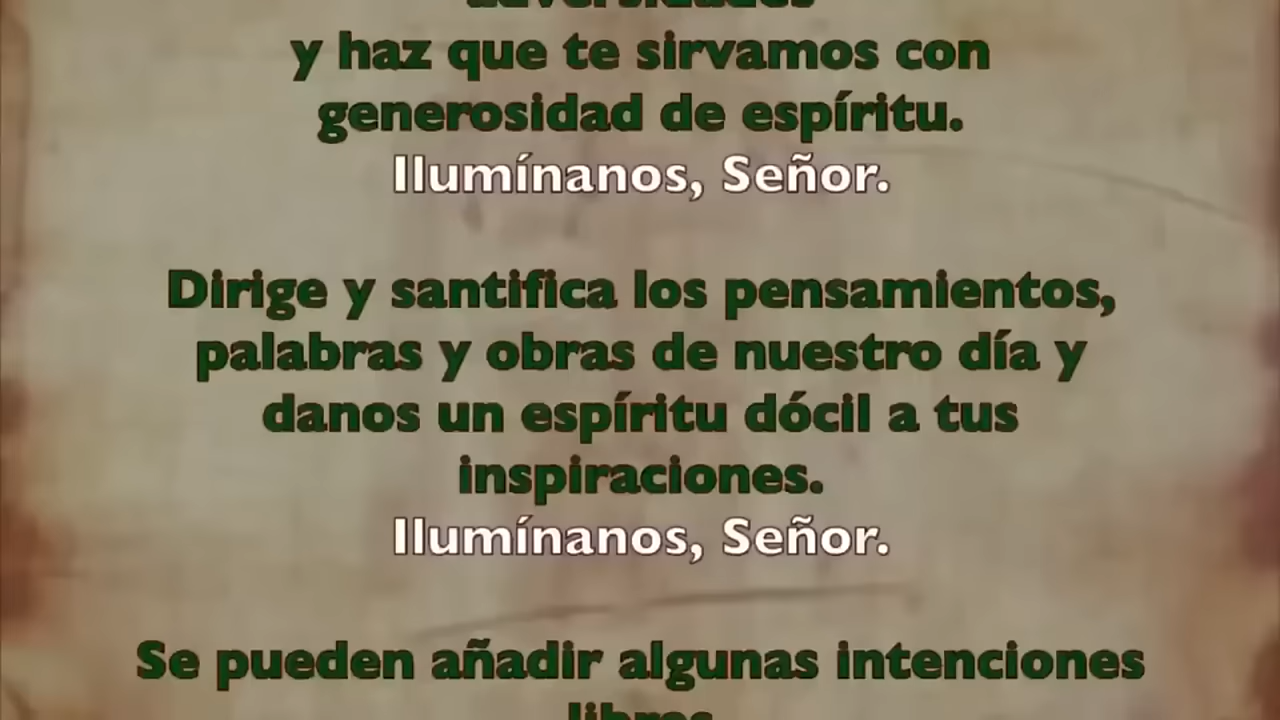 adversidades
y haz que te sirvamos con
generosidad de espíritu.
Ilumínanos, Señor.
Dirige y santifica los pensamientos,
palabras y obras de nuestro día y
danos un espíritu dócil a tus
inspiraciones.
Ilumínanos, Señor.
Se pueden añadir algunas intenciones
libres